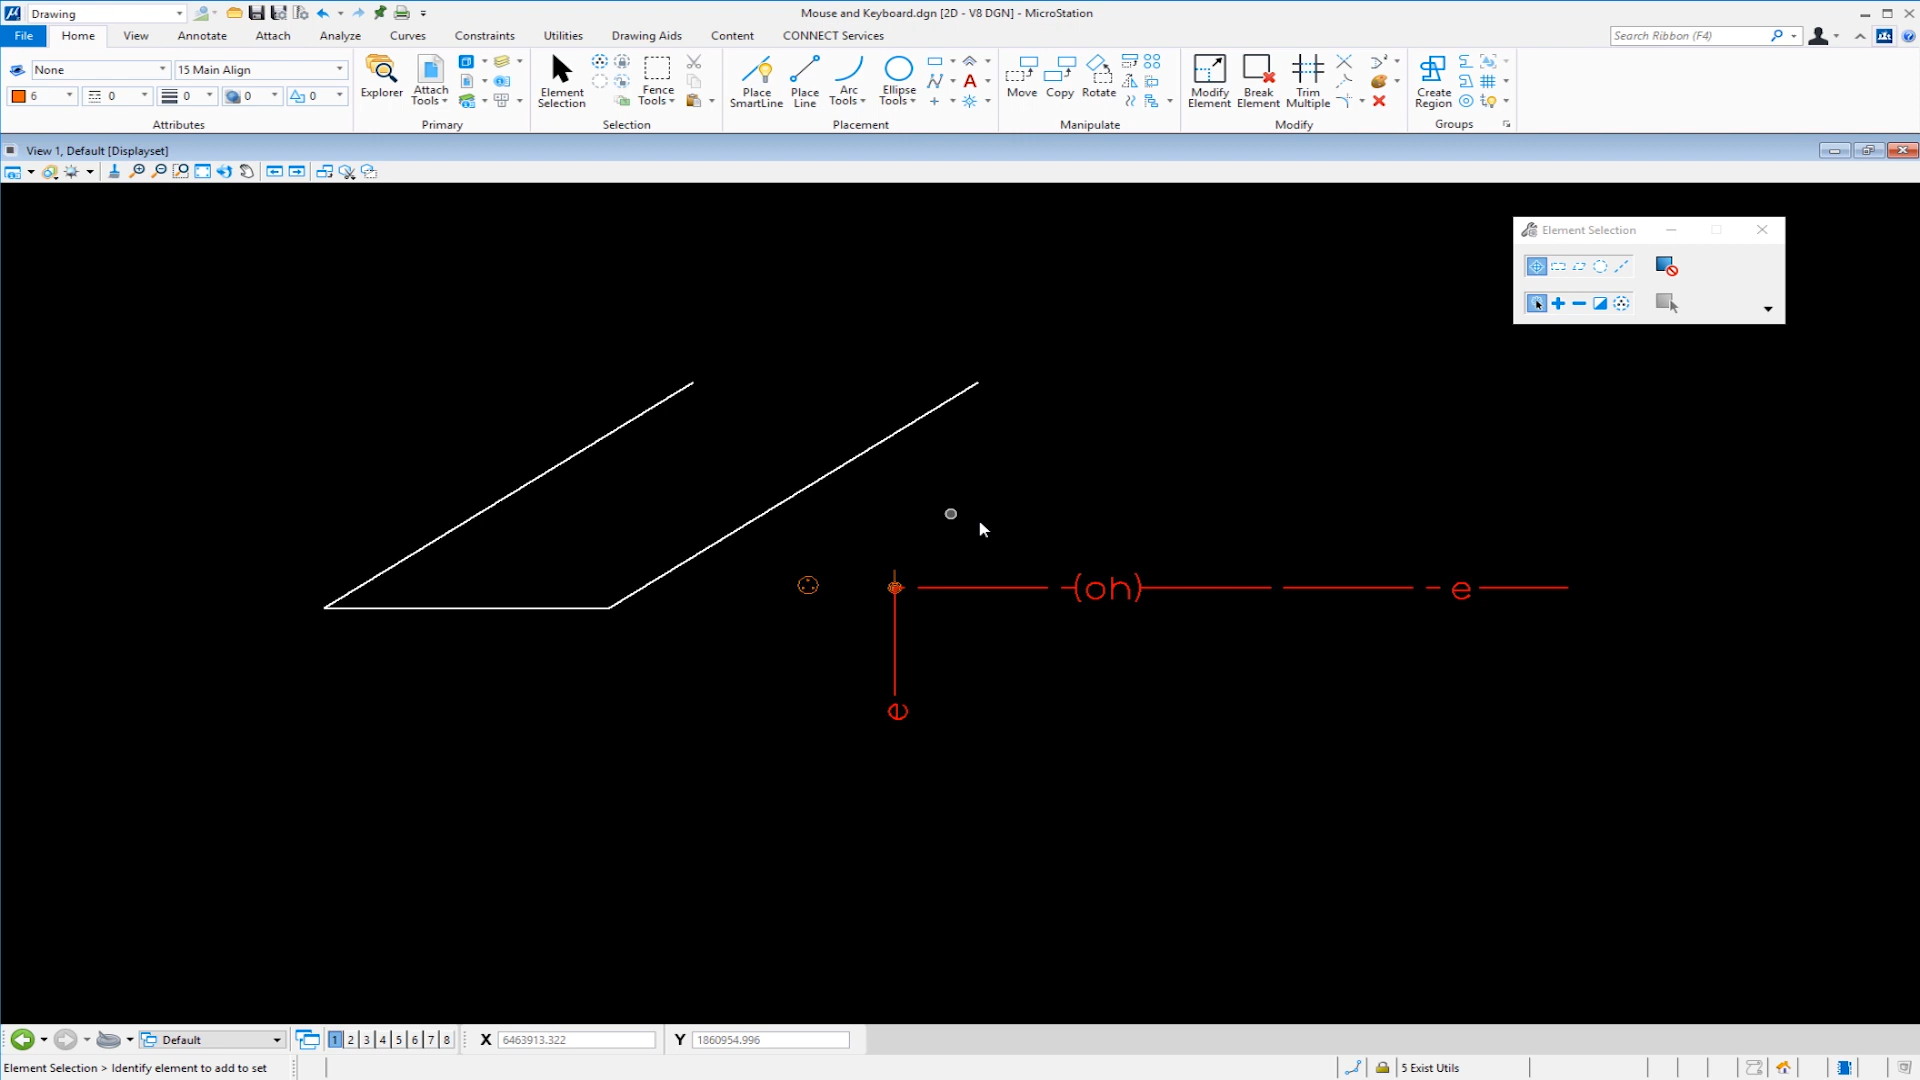 Drawing
Mouse and Keyboard.dgn [2D - V8 DGN] - MicroStation
File Home View Annotate Attach Analyze Curves Constraints Utilities Drawing Aids Content CONNECT Services
Search Ribbon (F4)
None 15 Main Align
6 0 0 0 0
Attributes
Explorer
Attach Tools
Primary
Element Selection
Fence Tools
Selection
Place SmartLine
Place Line
Arc Tools
Ellipse Tools
Placement
Move Copy Rotate
Manipulate
Modify Element
Break Element
Trim Multiple
Modify
Create Region
Groups
View 1, Default [Displayset]
Element Selection
(oh) e
e
Default
1 2 3 4 5 6 7 8
X 6463913.322
Y 1860954.996
Element Selection > Identify element to add to set
5 Exist Utils